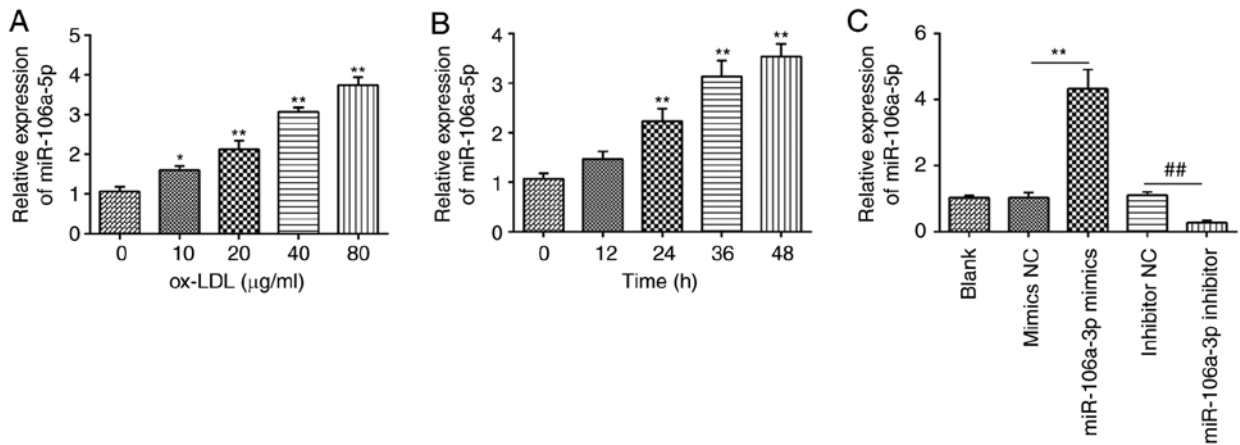 A
Relative expression
of miR-106a-5p
5
4
3
2
1
0
*
**
**
**
0 10 20 40 80
ox-LDL (μg/ml)
B
Relative expression
of miR-106a-5p
4
3
2
1
0
**
**
**
0 12 24 36 48
Time (h)
C
Relative expression
of miR-106a-5p
6
4
2
0
**
##
Blank
Mimics NC
miR-106a-3p mimics
Inhibitor NC
miR-106a-3p inhibitor